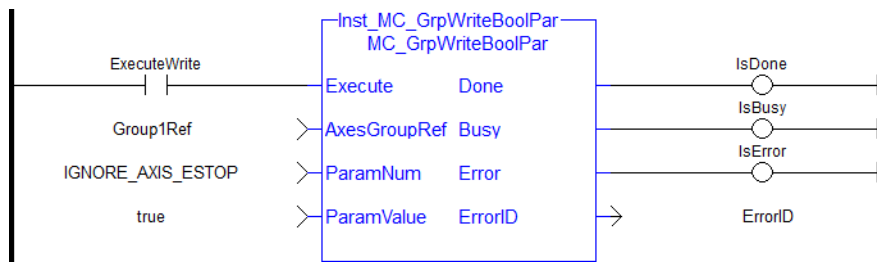 Inst_MC_GrpWriteBoolPar
MC_GrpWriteBoolPar
ExecuteWrite
Execute
Done
IsDone
Group1Ref
AxesGroupRef
Busy
IsBusy
IGNORE_AXIS_ESTOP
ParamNum
Error
IsError
true
ParamValue
ErrorID
ErrorID